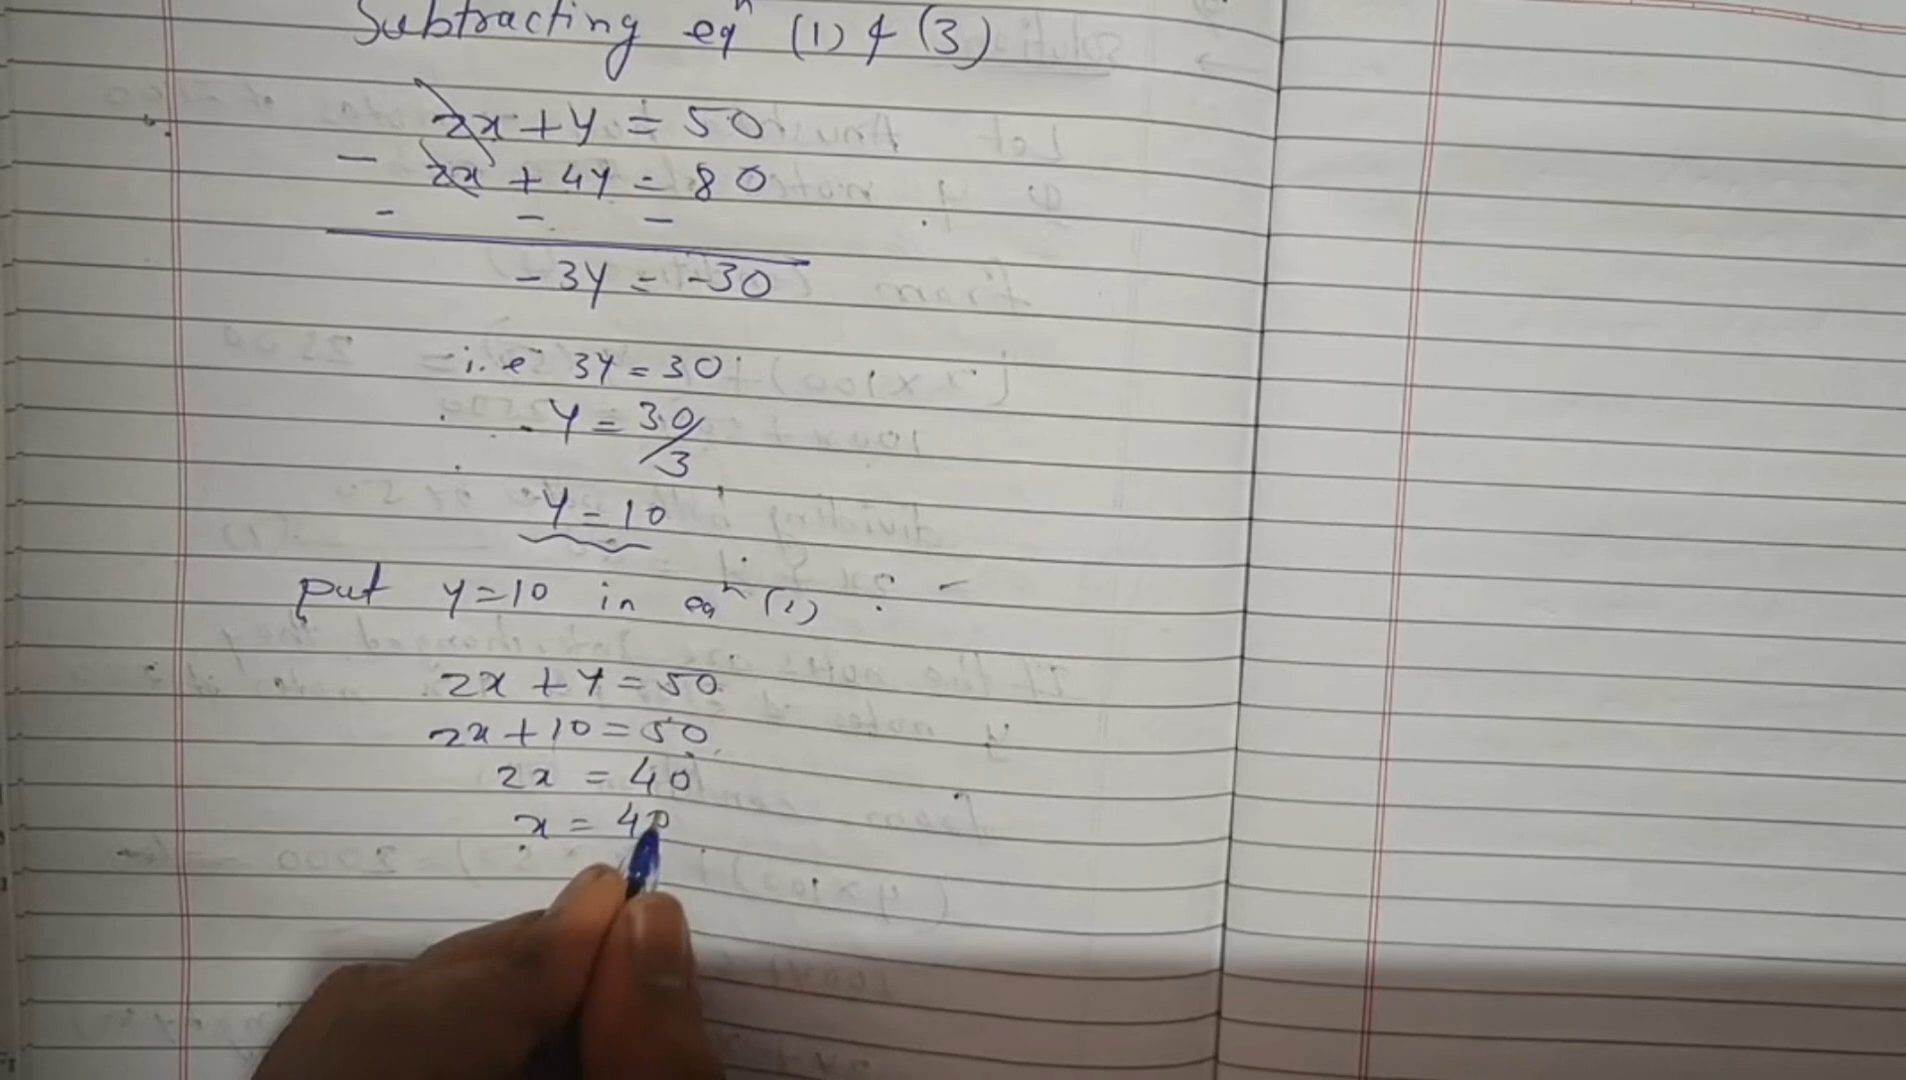 Subtracting eqⁿ (1) & (3)
2x + y = 50
- 2x + 4y = 80
- - -
-3y = -30
i.e 3y = 30
y = 30/3
y = 10
put y=10 in eqⁿ (1)
2x + y = 50
2x + 10 = 50
2x = 40
x = 40